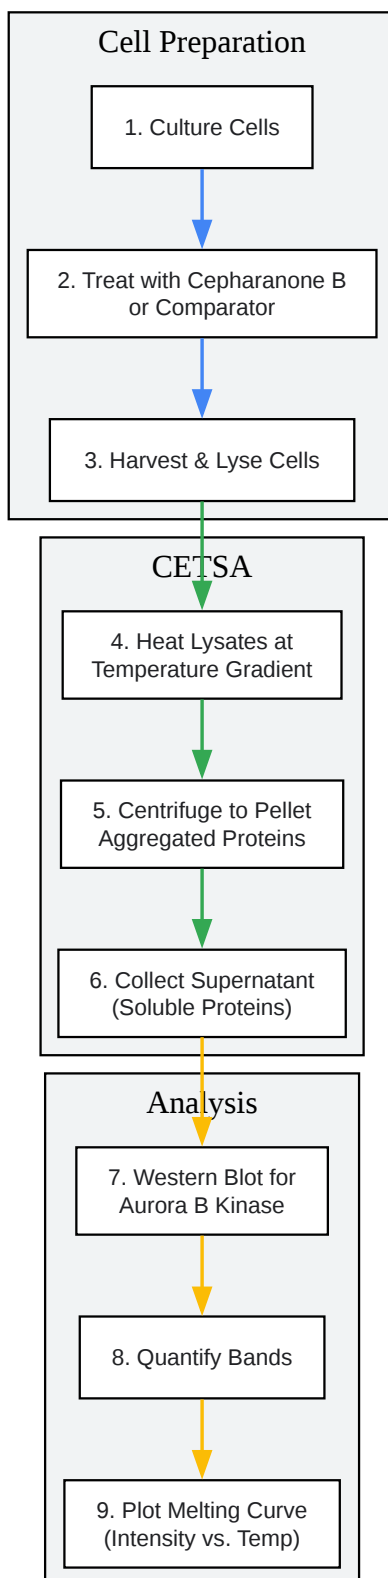 Cell Preparation
1. Culture Cells
2. Treat with Cepharanone B
or Comparator
3. Harvest & Lyse Cells
CETSA
4. Heat Lysates at
Temperature Gradient
5. Centrifuge to Pellet
Aggregated Proteins
6. Collect Supernatant
(Soluble Proteins)
Analysis
7. Western Blot for
Aurora B Kinase
8. Quantify Bands
9. Plot Melting Curve
(Intensity vs. Temp)